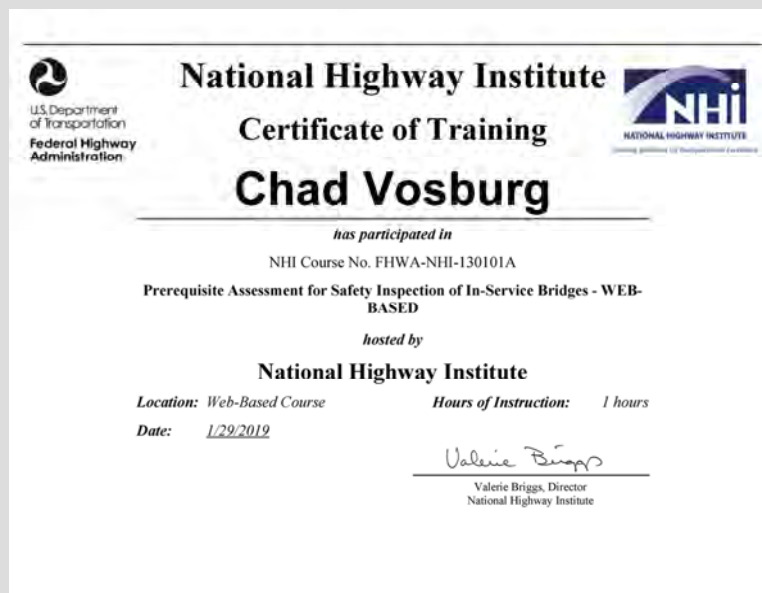 U.S. Department
of Transportation
Federal Highway
Administration
National Highway Institute
Certificate of Training
NHi
NATIONAL HIGHWAY INSTITUTE
Chad Vosburg
has participated in
NHI Course No. FHWA-NHI-130101A
Prerequisite Assessment for Safety Inspection of In-Service Bridges - WEB-
BASED
hosted by
National Highway Institute
Location: Web-Based Course Hours of Instruction: 1 hours
Date: 1/29/2019
Valerie Briggs
Valerie Briggs, Director
National Highway Institute